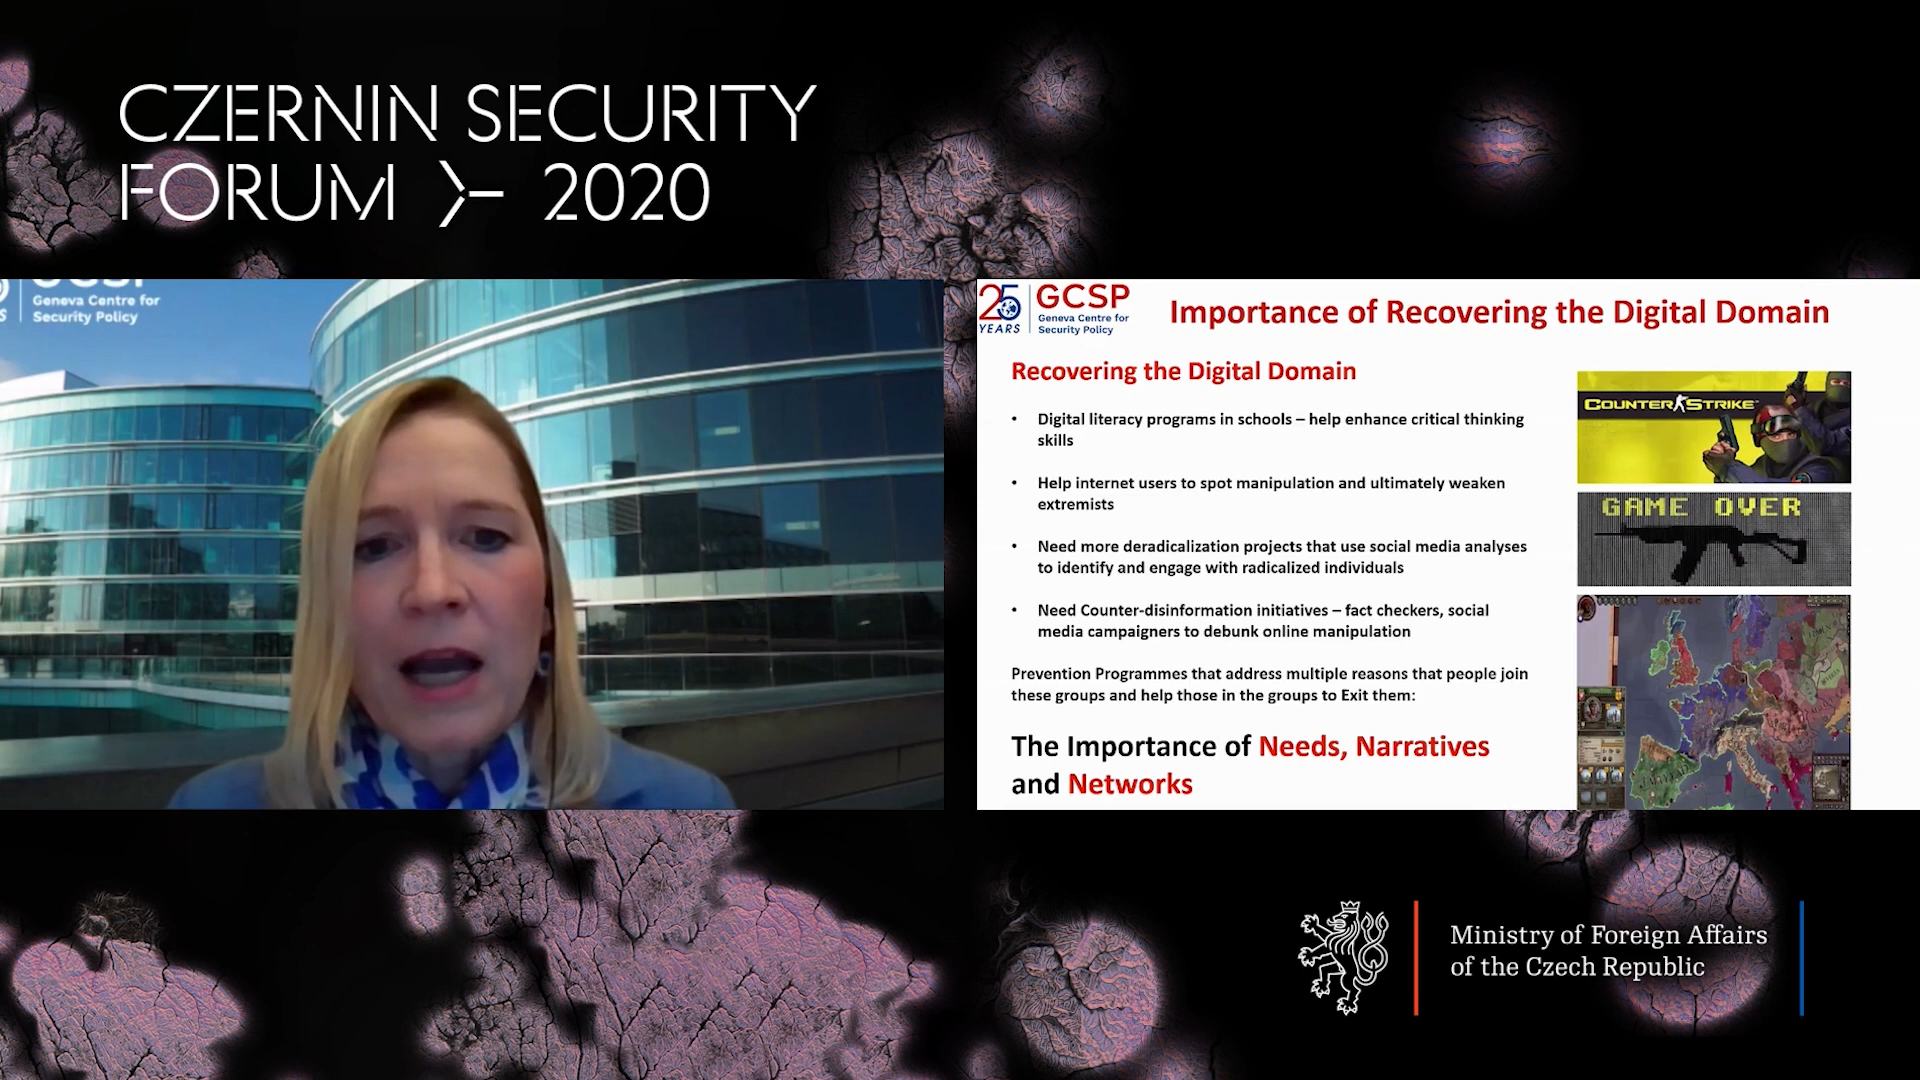 CZERNIN SECURITY
FORUM >- 2020
GCSP
Geneva Centre for
Security Policy
25
YEARS
GCSP
Geneva Centre for
Security Policy
Importance of Recovering the Digital Domain
Recovering the Digital Domain
• Digital literacy programs in schools – help enhance critical thinking
skills
• Help internet users to spot manipulation and ultimately weaken
extremists
• Need more deradicalization projects that use social media analyses
to identify and engage with radicalized individuals
• Need Counter-disinformation initiatives – fact checkers, social
media campaigners to debunk online manipulation
Prevention Programmes that address multiple reasons that people join
these groups and help those in the groups to Exit them:
The Importance of Needs, Narratives
and Networks
COUNTER STRIKE
GAME OVER
Ministry of Foreign Affairs
of the Czech Republic